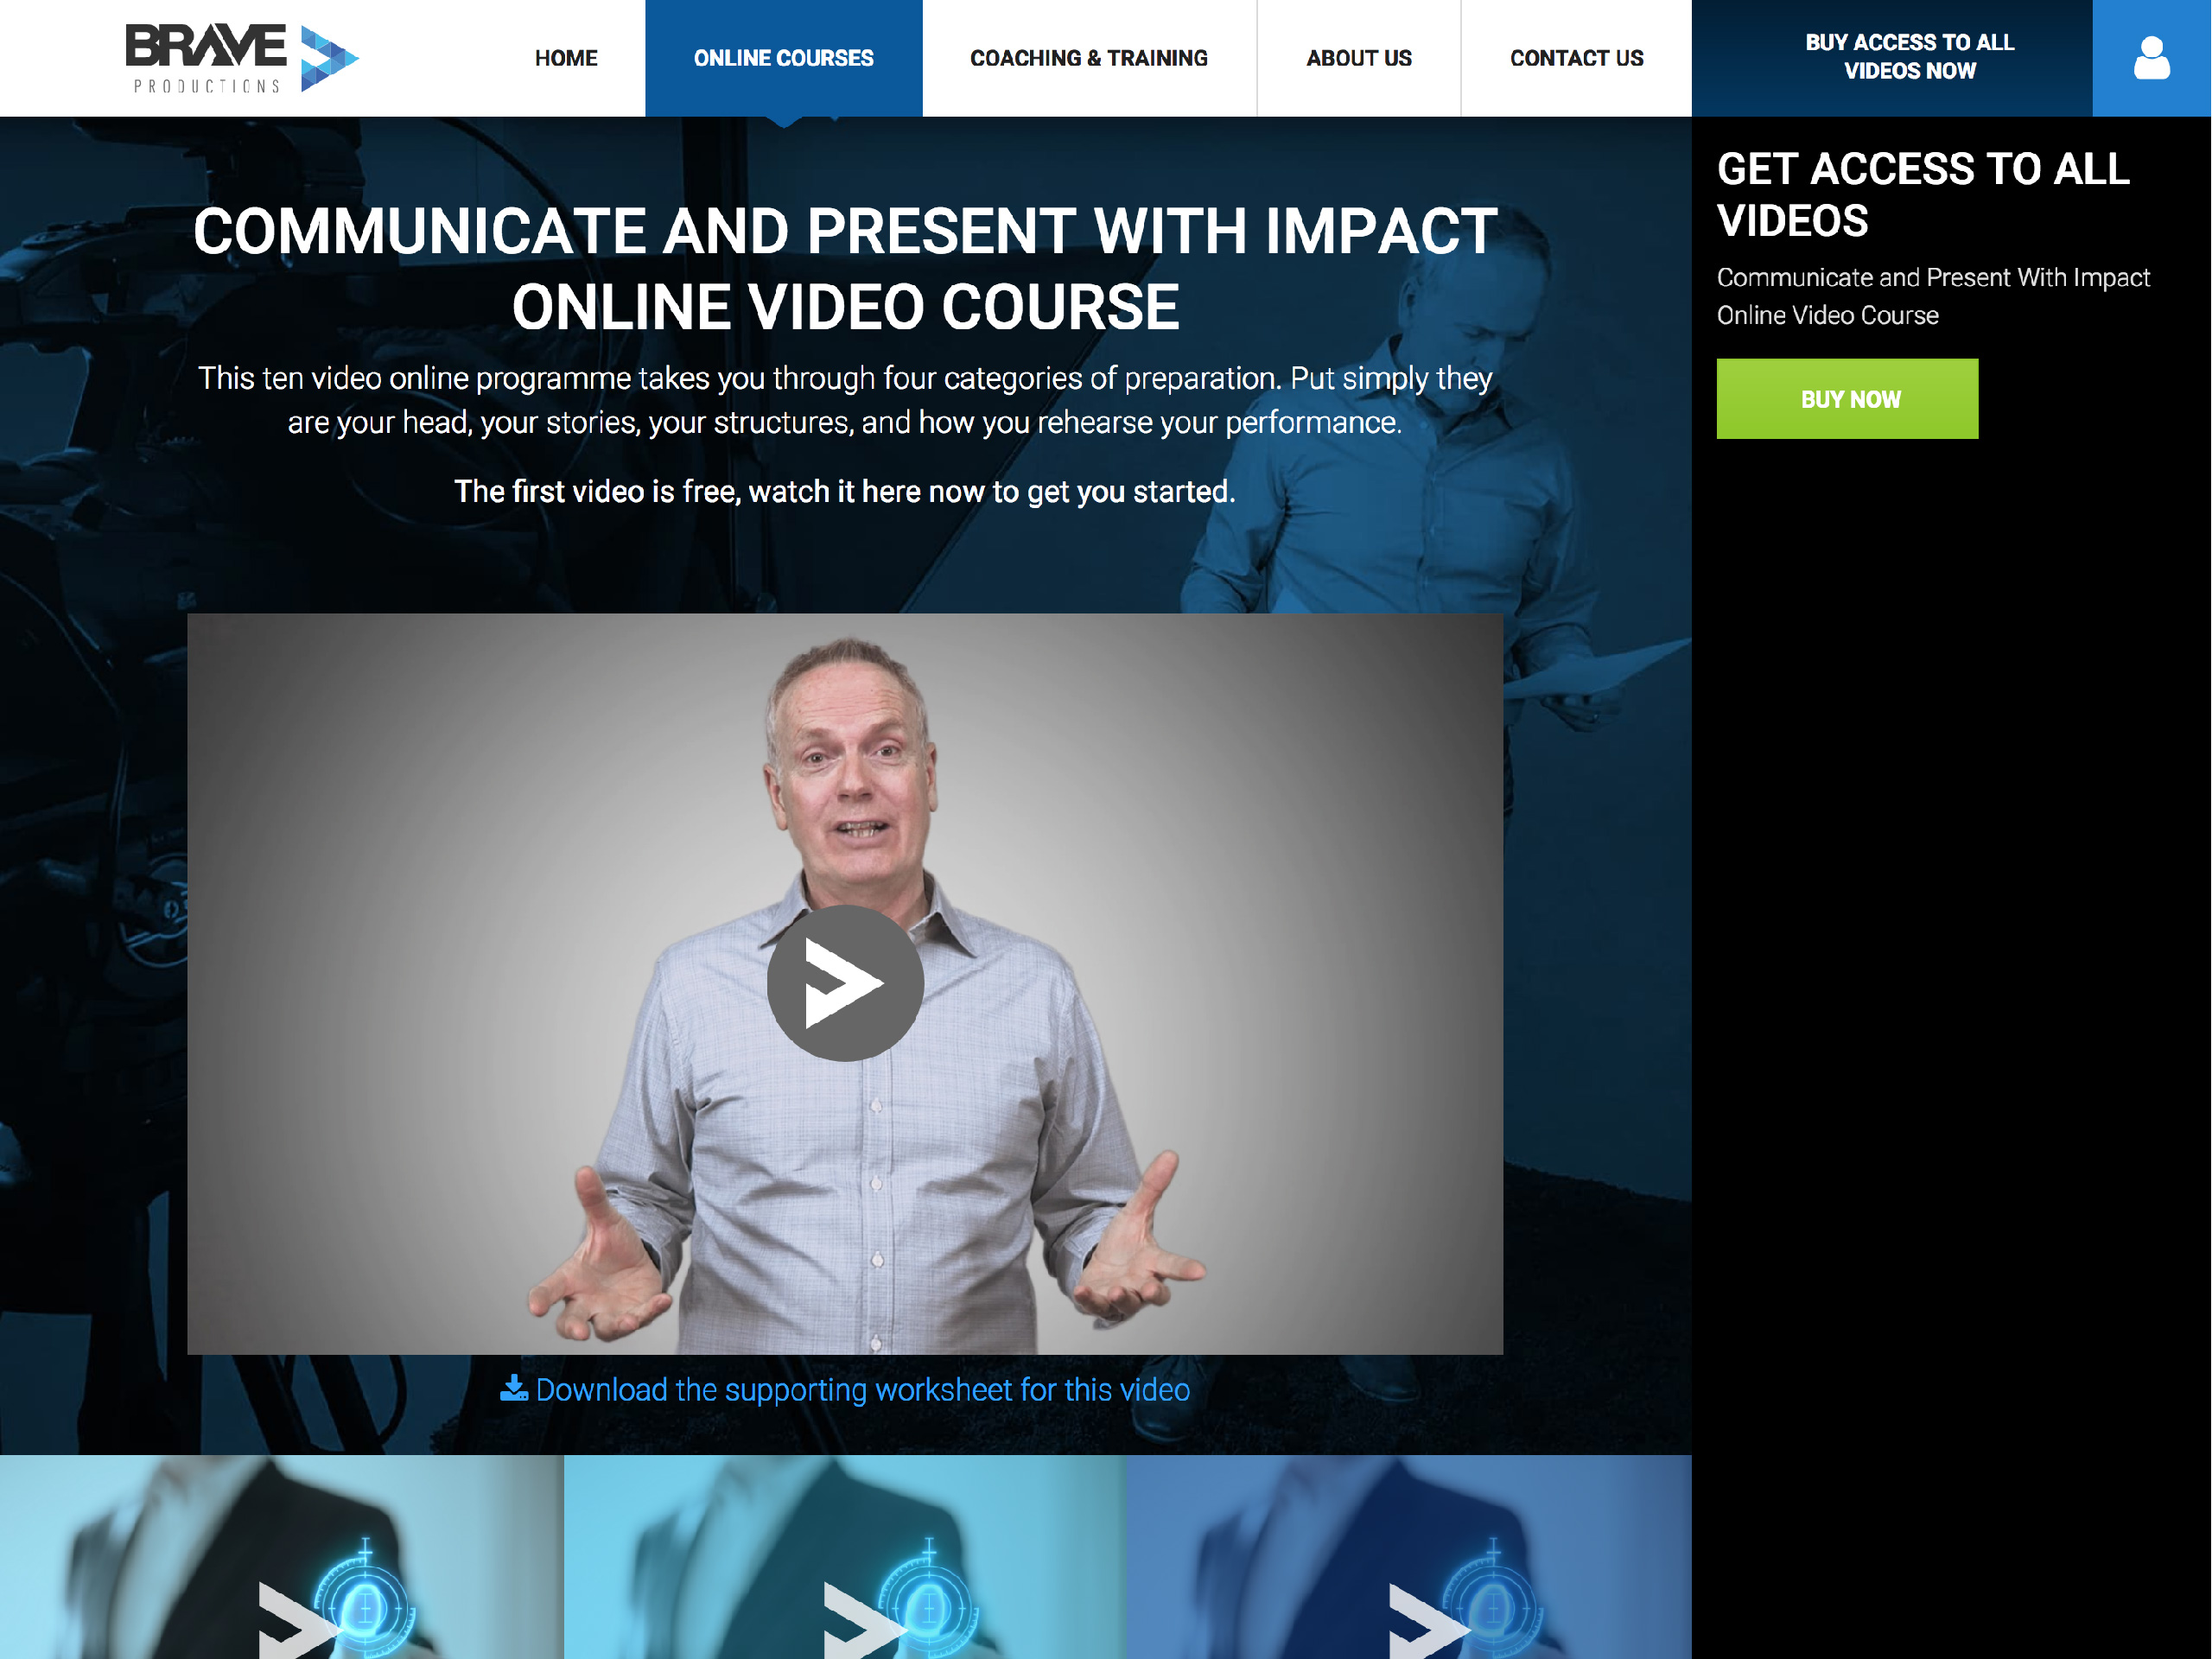 BRAVE
PRODUCTIONS
HOME
ONLINE COURSES
COACHING & TRAINING
ABOUT US
CONTACT US
BUY ACCESS TO ALL
VIDEOS NOW
COMMUNICATE AND PRESENT WITH IMPACT
ONLINE VIDEO COURSE
This ten video online programme takes you through four categories of preparation. Put simply they
are your head, your stories, your structures, and how you rehearse your performance.
The first video is free, watch it here now to get you started.
Download the supporting worksheet for this video
GET ACCESS TO ALL
VIDEOS
Communicate and Present With Impact
Online Video Course
BUY NOW